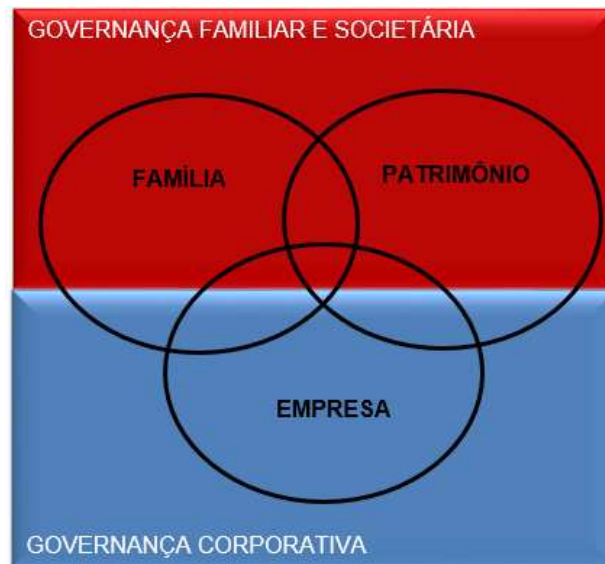 GOVERNANÇA FAMILIAR E SOCIETÁRIA
FAMÍLIA
PATRIMÔNIO
EMPRESA
GOVERNANÇA CORPORATIVA